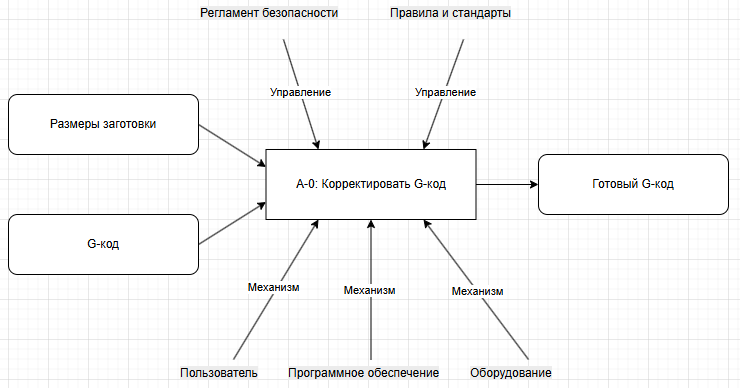 Регламент безопасности
Правила и стандарты
Управление
Управление
Размеры заготовки
А-0: Корректировать G-код
Готовый G-код
G-код
Механизм
Механизм
Механизм
Пользователь
Программное обеспечение
Оборудование